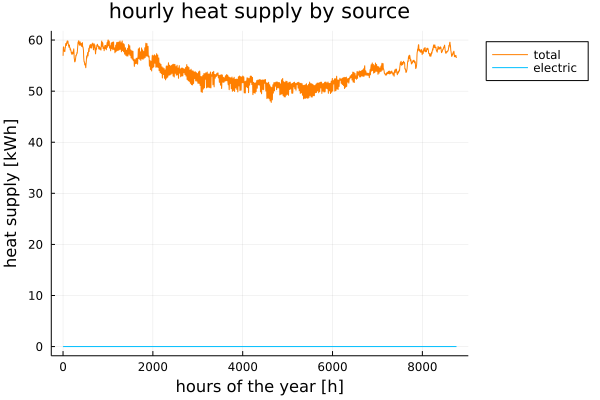 hourly heat supply by source
total
electric
60
50
40
30
20
10
0
heat supply [kWh]
0 2000 4000 6000 8000
hours of the year [h]